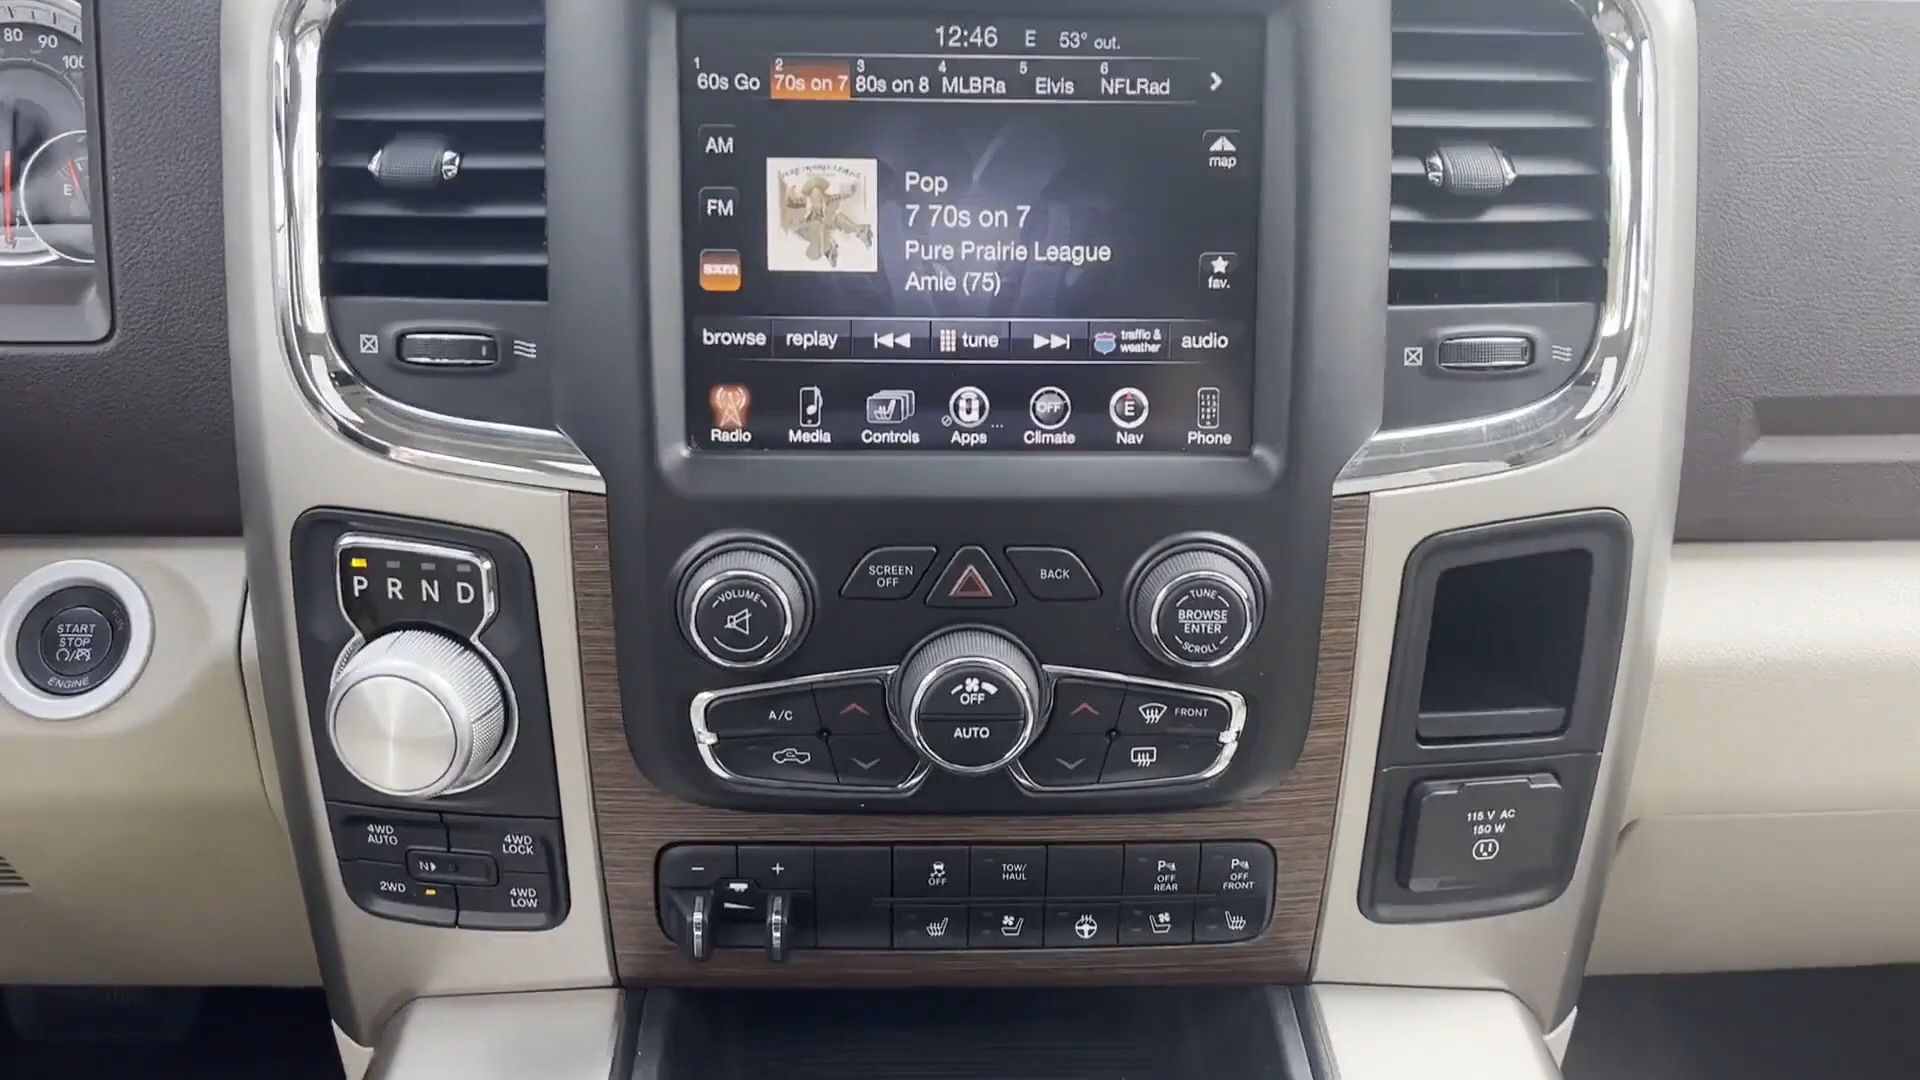 80 90 100
E
12:46 E 53° out.
1 2 3 4 5 6
60s Go 70s on 7 80s on 8 MLBRa Elvis NFLRad
AM
FM
sxm
Pop
7 70s on 7
Pure Prairie League
Amie (75)
map
fav.
browse replay tune traffic & weather audio
OFF E
Radio Media Controls Apps ... Climate Nav Phone
P R N D
START
STOP
ENGINE
VOLUME
SCREEN
OFF
BACK
TUNE
BROWSE
ENTER
SCROLL
A/C
OFF
AUTO
FRONT
4WD
AUTO
4WD
LOCK
N
2WD
4WD
LOW
- +
OFF
TOW/
HAUL
P
OFF
REAR
P
OFF
FRONT
115 V AC
150 W